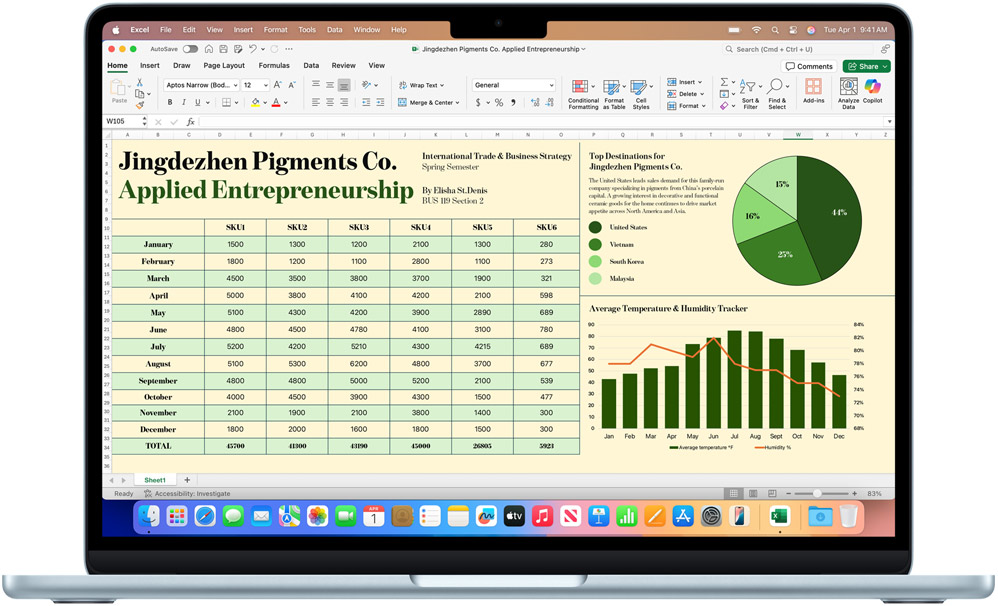 Excel File Edit View Insert Format Tools Data Window Help Tue Apr 1 9:41 AM
AutoSave Jingdezhen Pigments Co. Applied Entrepreneurship Search (Cmd + Ctrl + U)
Home Insert Draw Page Layout Formulas Data Review View Comments Share
Paste Aptos Narrow (Bod... 12 Wrap Text General Insert
B I U Merge & Center $ % Conditional Formatting Format as Table Cell Styles Delete Format Sort & Filter Find & Select Add-ins Analyze Data Copilot
W105 fx
A B C D E F G H I J K L M N O P Q R S T U V W X Y Z
Jingdezhen Pigments Co.
Applied Entrepreneurship
International Trade & Business Strategy
Spring Semester
By Elisha St.Denis
BUS 119 Section 2
SKU1 SKU2 SKU3 SKU4 SKU5 SKU6
January 1500 1300 1200 2100 1300 280
February 1800 1200 1100 2800 1100 273
March 4500 3500 3800 3700 1900 321
April 5000 3800 4100 4200 2100 598
May 5100 4300 4200 3900 2890 689
June 4800 4500 4780 4100 3100 780
July 5200 4200 5210 4300 4215 689
August 5100 5300 6200 4800 3700 677
September 4800 4800 5000 5200 2100 539
October 4000 4500 3900 4300 1500 477
November 2100 1900 2100 3800 1400 300
December 1800 2000 1600 1800 1500 300
TOTAL 45700 41300 43190 45000 26805 5923
Top Destinations for
Jingdezhen Pigments Co.
The United States leads sales demand for this family-run
company specializing in pigments from China's porcelain
capital. A growing interest in decorative and functional
ceramic goods for the home continues to drive market
appetite across North America and Asia.
United States
Vietnam
South Korea
Malaysia
15%
44%
16%
25%
Average Temperature & Humidity Tracker
90 84%
80 82%
70 80%
60 78%
50 76%
40 74%
30 72%
20 70%
10
0 68%
Jan Feb Mar Apr May Jun Jul Aug Sept Oct Nov Dec
Average temperature °F Humidity %
Sheet1 +
Ready Accessibility: Investigate 83%
APR
1
tv